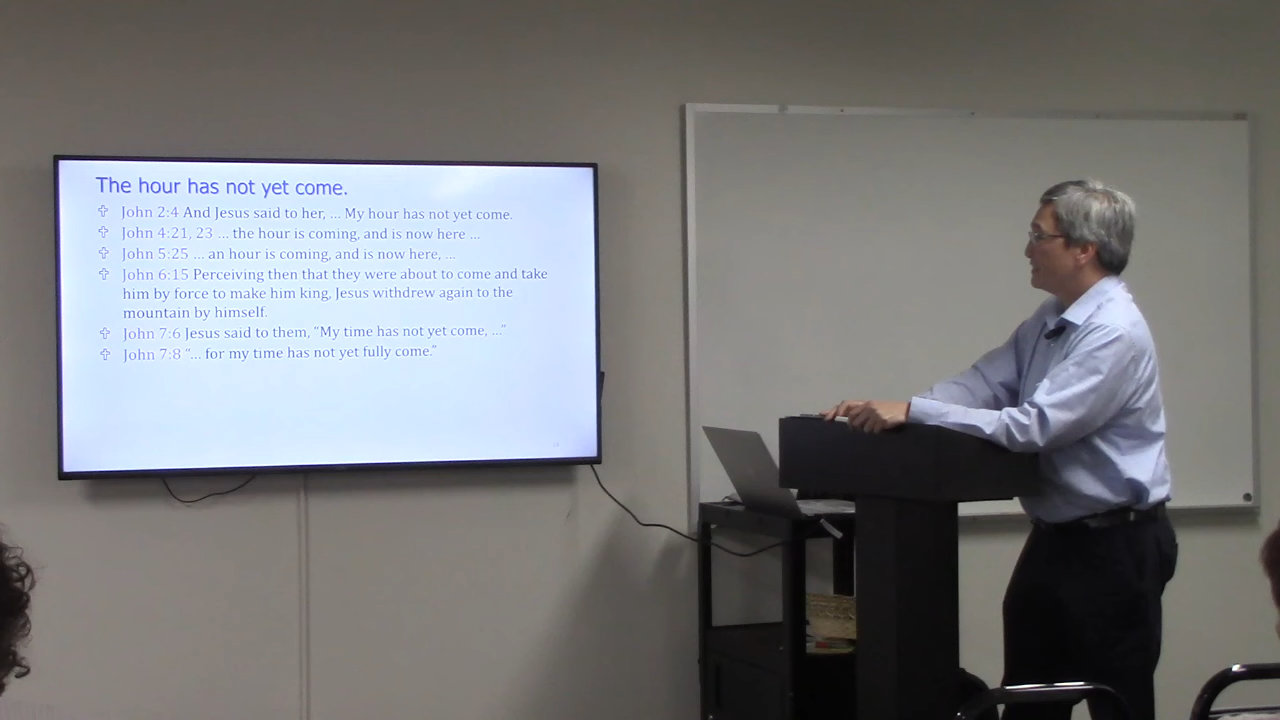 The hour has not yet come.
John 2:4 And Jesus said to her, ... My hour has not yet come.
John 4:21, 23 ... the hour is coming, and is now here ...
John 5:25 ... an hour is coming, and is now here, ...
John 6:15 Perceiving then that they were about to come and take
him by force to make him king, Jesus withdrew again to the
mountain by himself.
John 7:6 Jesus said to them, “My time has not yet come, ...”
John 7:8 “... for my time has not yet fully come.”